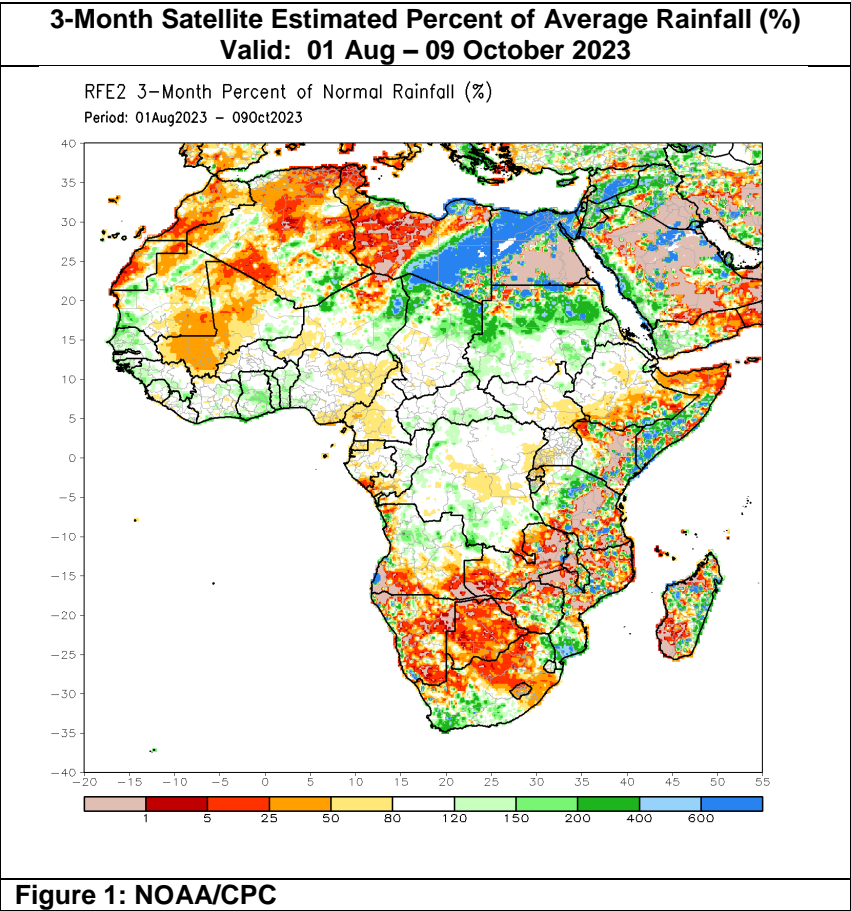 3-Month Satellite Estimated Percent of Average Rainfall (%)
Valid: 01 Aug – 09 October 2023
RFE2 3-Month Percent of Normal Rainfall (%)
Period: 01Aug2023 – 09Oct2023
40
35
30
25
20
15
10
5
0
−5
−10
−15
−20
−25
−30
−35
−40
−20 −15 −10 −5 0 5 10 15 20 25 30 35 40 45 50 55
1 5 25 50 80 120 150 200 400 600
Figure 1: NOAA/CPC